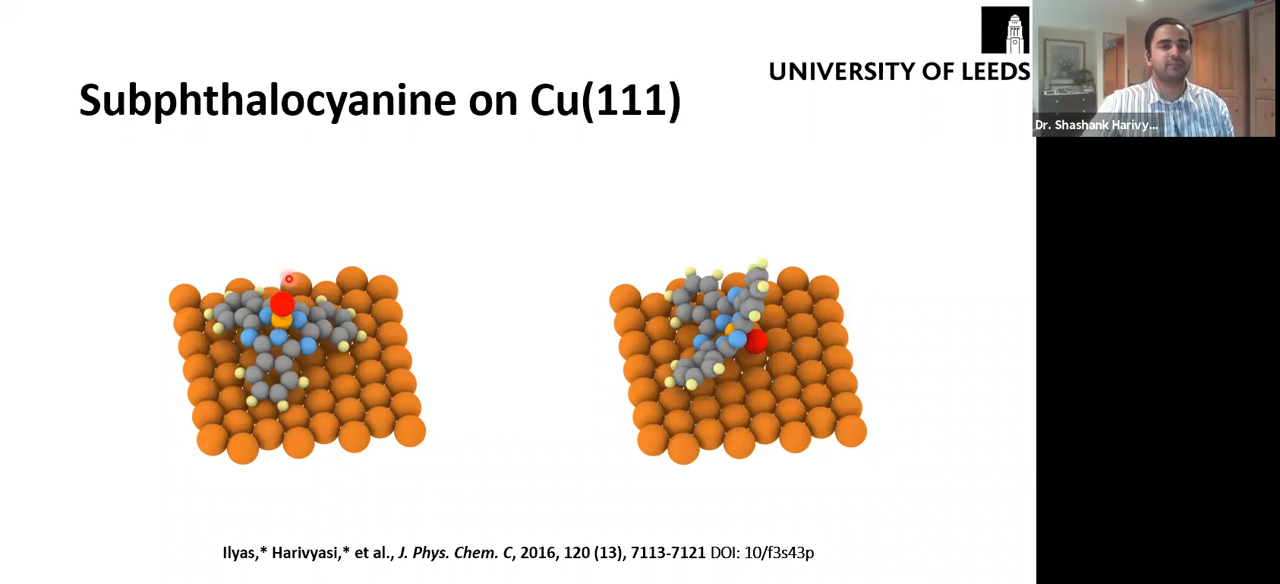 UNIVERSITY OF LEEDS
Subphthalocyanine on Cu(111)
Dr. Shashank Harivy...
Ilyas,* Harivyasi,* et al., J. Phys. Chem. C, 2016, 120 (13), 7113-7121 DOI: 10/f3s43p